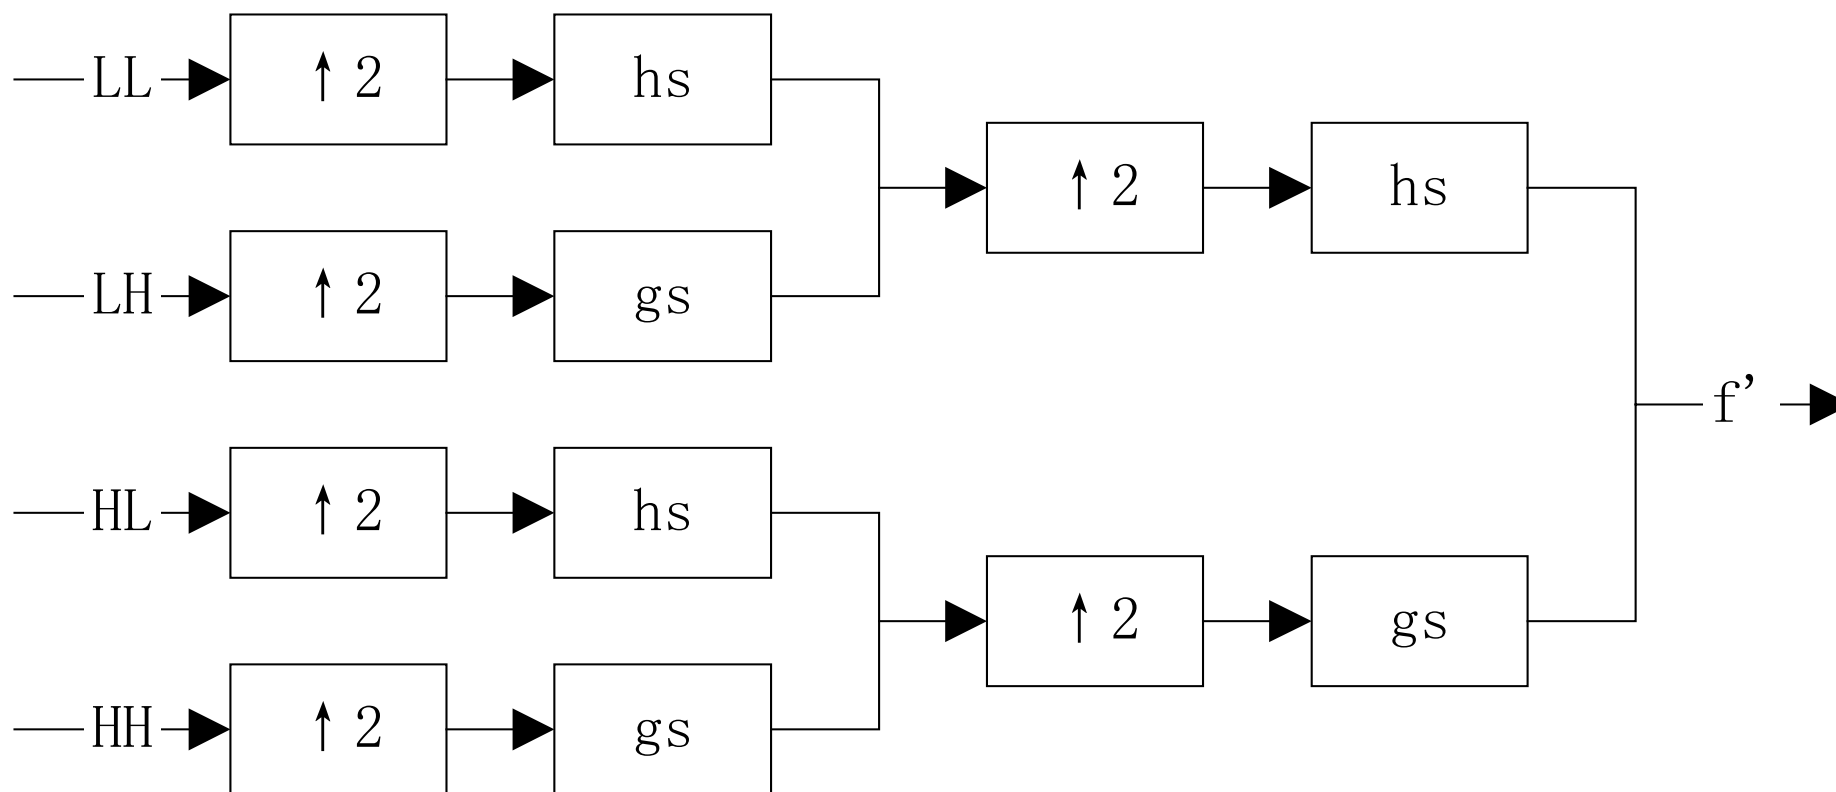 LL ↑ 2 hs
↑ 2 hs
LH ↑ 2 gs
f’
HL ↑ 2 hs
↑ 2 gs
HH ↑ 2 gs